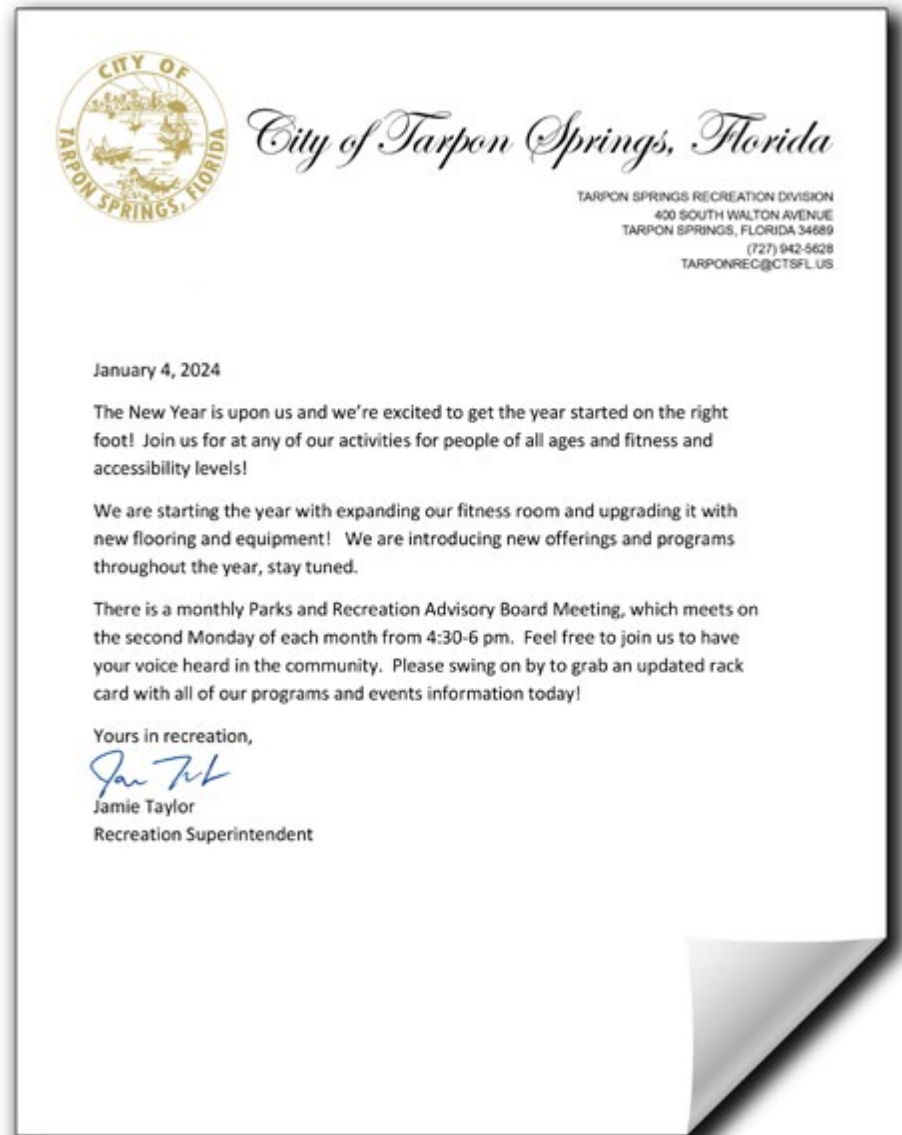 CITY OF
TARPON SPRINGS, FLORIDA
City of Tarpon Springs, Florida
TARPON SPRINGS RECREATION DIVISION
400 SOUTH WALTON AVENUE
TARPON SPRINGS, FLORIDA 34689
(727) 942-5628
TARPONREC@CTSFL.US
January 4, 2024
The New Year is upon us and we're excited to get the year started on the right
foot!  Join us for at any of our activities for people of all ages and fitness and
accessibility levels!
We are starting the year with expanding our fitness room and upgrading it with
new flooring and equipment!   We are introducing new offerings and programs
throughout the year, stay tuned.
There is a monthly Parks and Recreation Advisory Board Meeting, which meets on
the second Monday of each month from 4:30-6 pm.  Feel free to join us to have
your voice heard in the community.  Please swing on by to grab an updated rack
card with all of our programs and events information today!
Yours in recreation,
Jamie Taylor
Recreation Superintendent